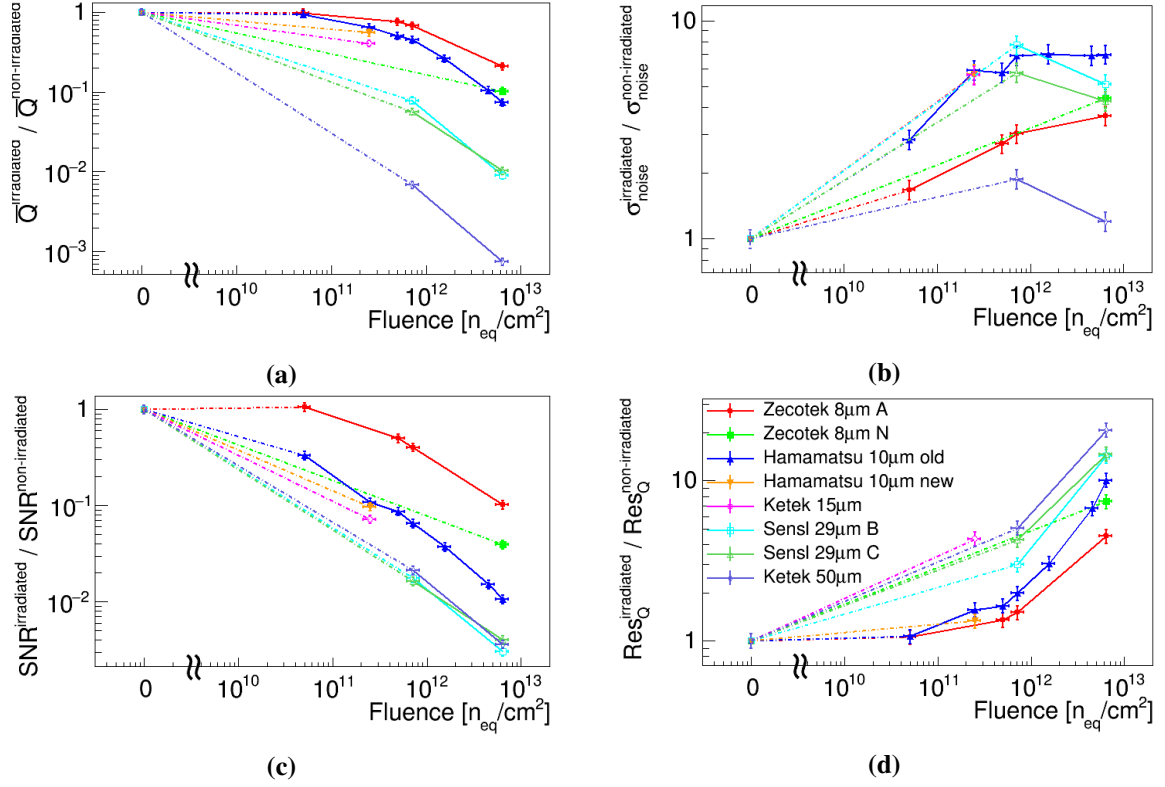 Q̅^irradiated / Q̅^non-irradiated
1
10⁻¹
10⁻²
10⁻³
0 10¹⁰ 10¹¹ 10¹² 10¹³
Fluence [n_eq/cm²]
(a)
σ_noise^irradiated / σ_noise^non-irradiated
10
1
0 10¹⁰ 10¹¹ 10¹² 10¹³
Fluence [n_eq/cm²]
(b)
SNR^irradiated / SNR^non-irradiated
1
10⁻¹
10⁻²
0 10¹⁰ 10¹¹ 10¹² 10¹³
Fluence [n_eq/cm²]
(c)
Res_Q^irradiated / Res_Q^non-irradiated
10
1
Zecotek 8μm A
Zecotek 8μm N
Hamamatsu 10μm old
Hamamatsu 10μm new
Ketek 15μm
Sensl 29μm B
Sensl 29μm C
Ketek 50μm
0 10¹⁰ 10¹¹ 10¹² 10¹³
Fluence [n_eq/cm²]
(d)